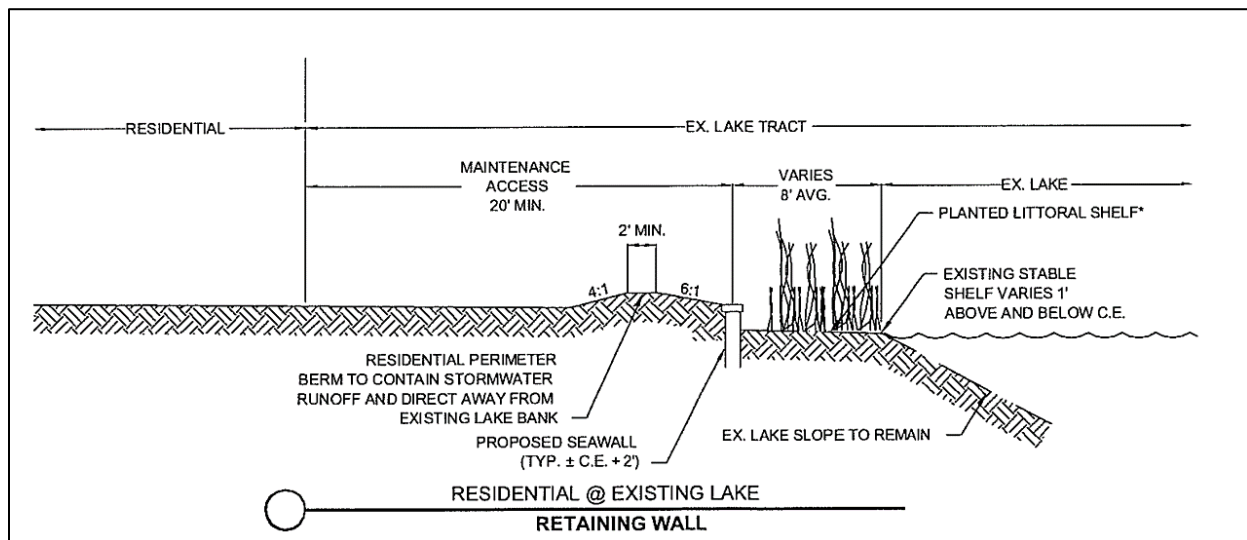 RESIDENTIAL
EX. LAKE TRACT
MAINTENANCE
ACCESS
20' MIN.
VARIES
8' AVG.
EX. LAKE
2' MIN.
PLANTED LITTORAL SHELF*
4:1
6:1
EXISTING STABLE
SHELF VARIES 1'
ABOVE AND BELOW C.E.
RESIDENTIAL PERIMETER
BERM TO CONTAIN STORMWATER
RUNOFF AND DIRECT AWAY FROM
EXISTING LAKE BANK
PROPOSED SEAWALL
(TYP. ± C.E. + 2')
EX. LAKE SLOPE TO REMAIN
RESIDENTIAL @ EXISTING LAKE
RETAINING WALL